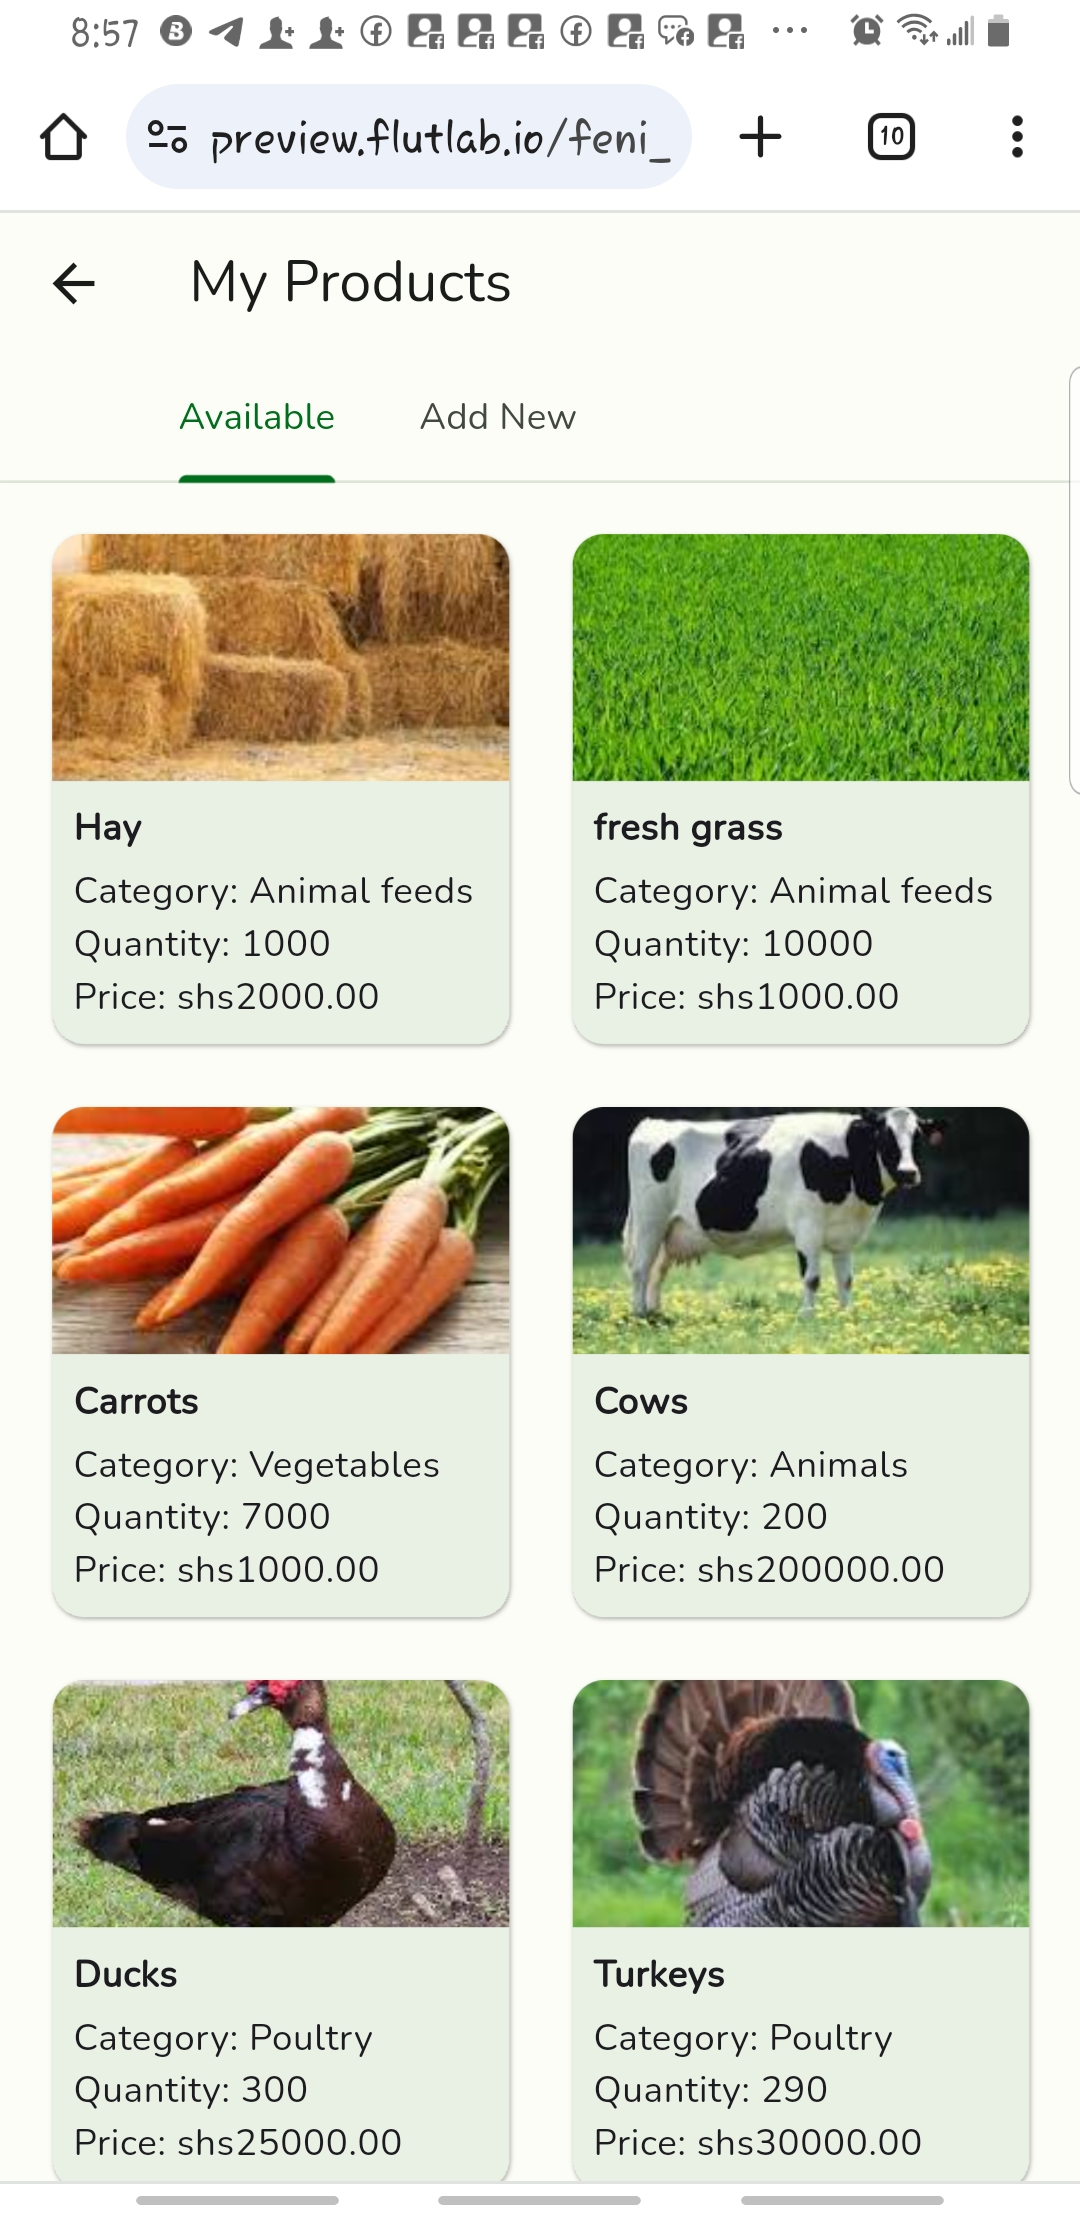 8:57
preview.flutlab.io/feni_
10
My Products
Available
Add New
Hay
Category: Animal feeds
Quantity: 1000
Price: shs2000.00
fresh grass
Category: Animal feeds
Quantity: 10000
Price: shs1000.00
Carrots
Category: Vegetables
Quantity: 7000
Price: shs1000.00
Cows
Category: Animals
Quantity: 200
Price: shs200000.00
Ducks
Category: Poultry
Quantity: 300
Price: shs25000.00
Turkeys
Category: Poultry
Quantity: 290
Price: shs30000.00